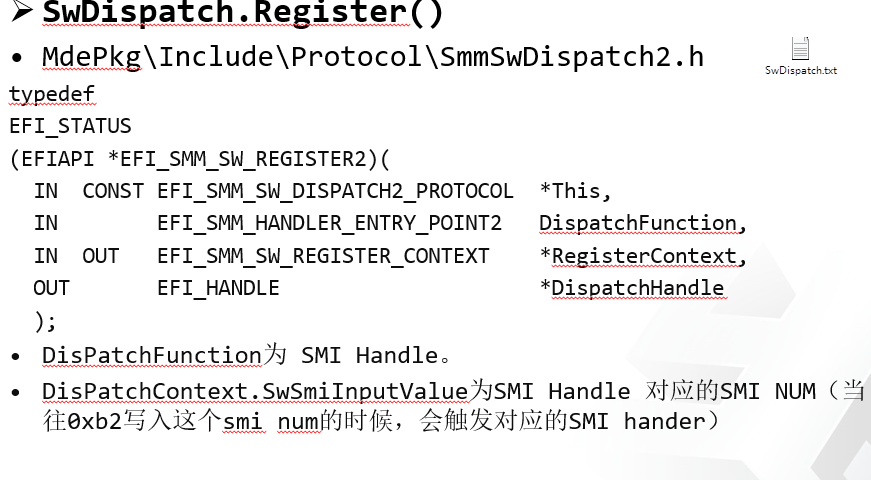 ➢ SwDispatch.Register()
• MdePkg\Include\Protocol\SmmSwDispatch2.h
SwDispatch.txt
typedef
EFI_STATUS
(EFIAPI *EFI_SMM_SW_REGISTER2)(
IN CONST EFI_SMM_SW_DISPATCH2_PROTOCOL *This,
IN EFI_SMM_HANDLER_ENTRY_POINT2 DispatchFunction,
IN OUT EFI_SMM_SW_REGISTER_CONTEXT *RegisterContext,
OUT EFI_HANDLE *DispatchHandle
);
• DisPatchFunction为 SMI Handle。
• DisPatchContext.SwSmiInputValue为SMI Handle 对应的SMI NUM（当
往0xb2写入这个smi num的时候，会触发对应的SMI hander）